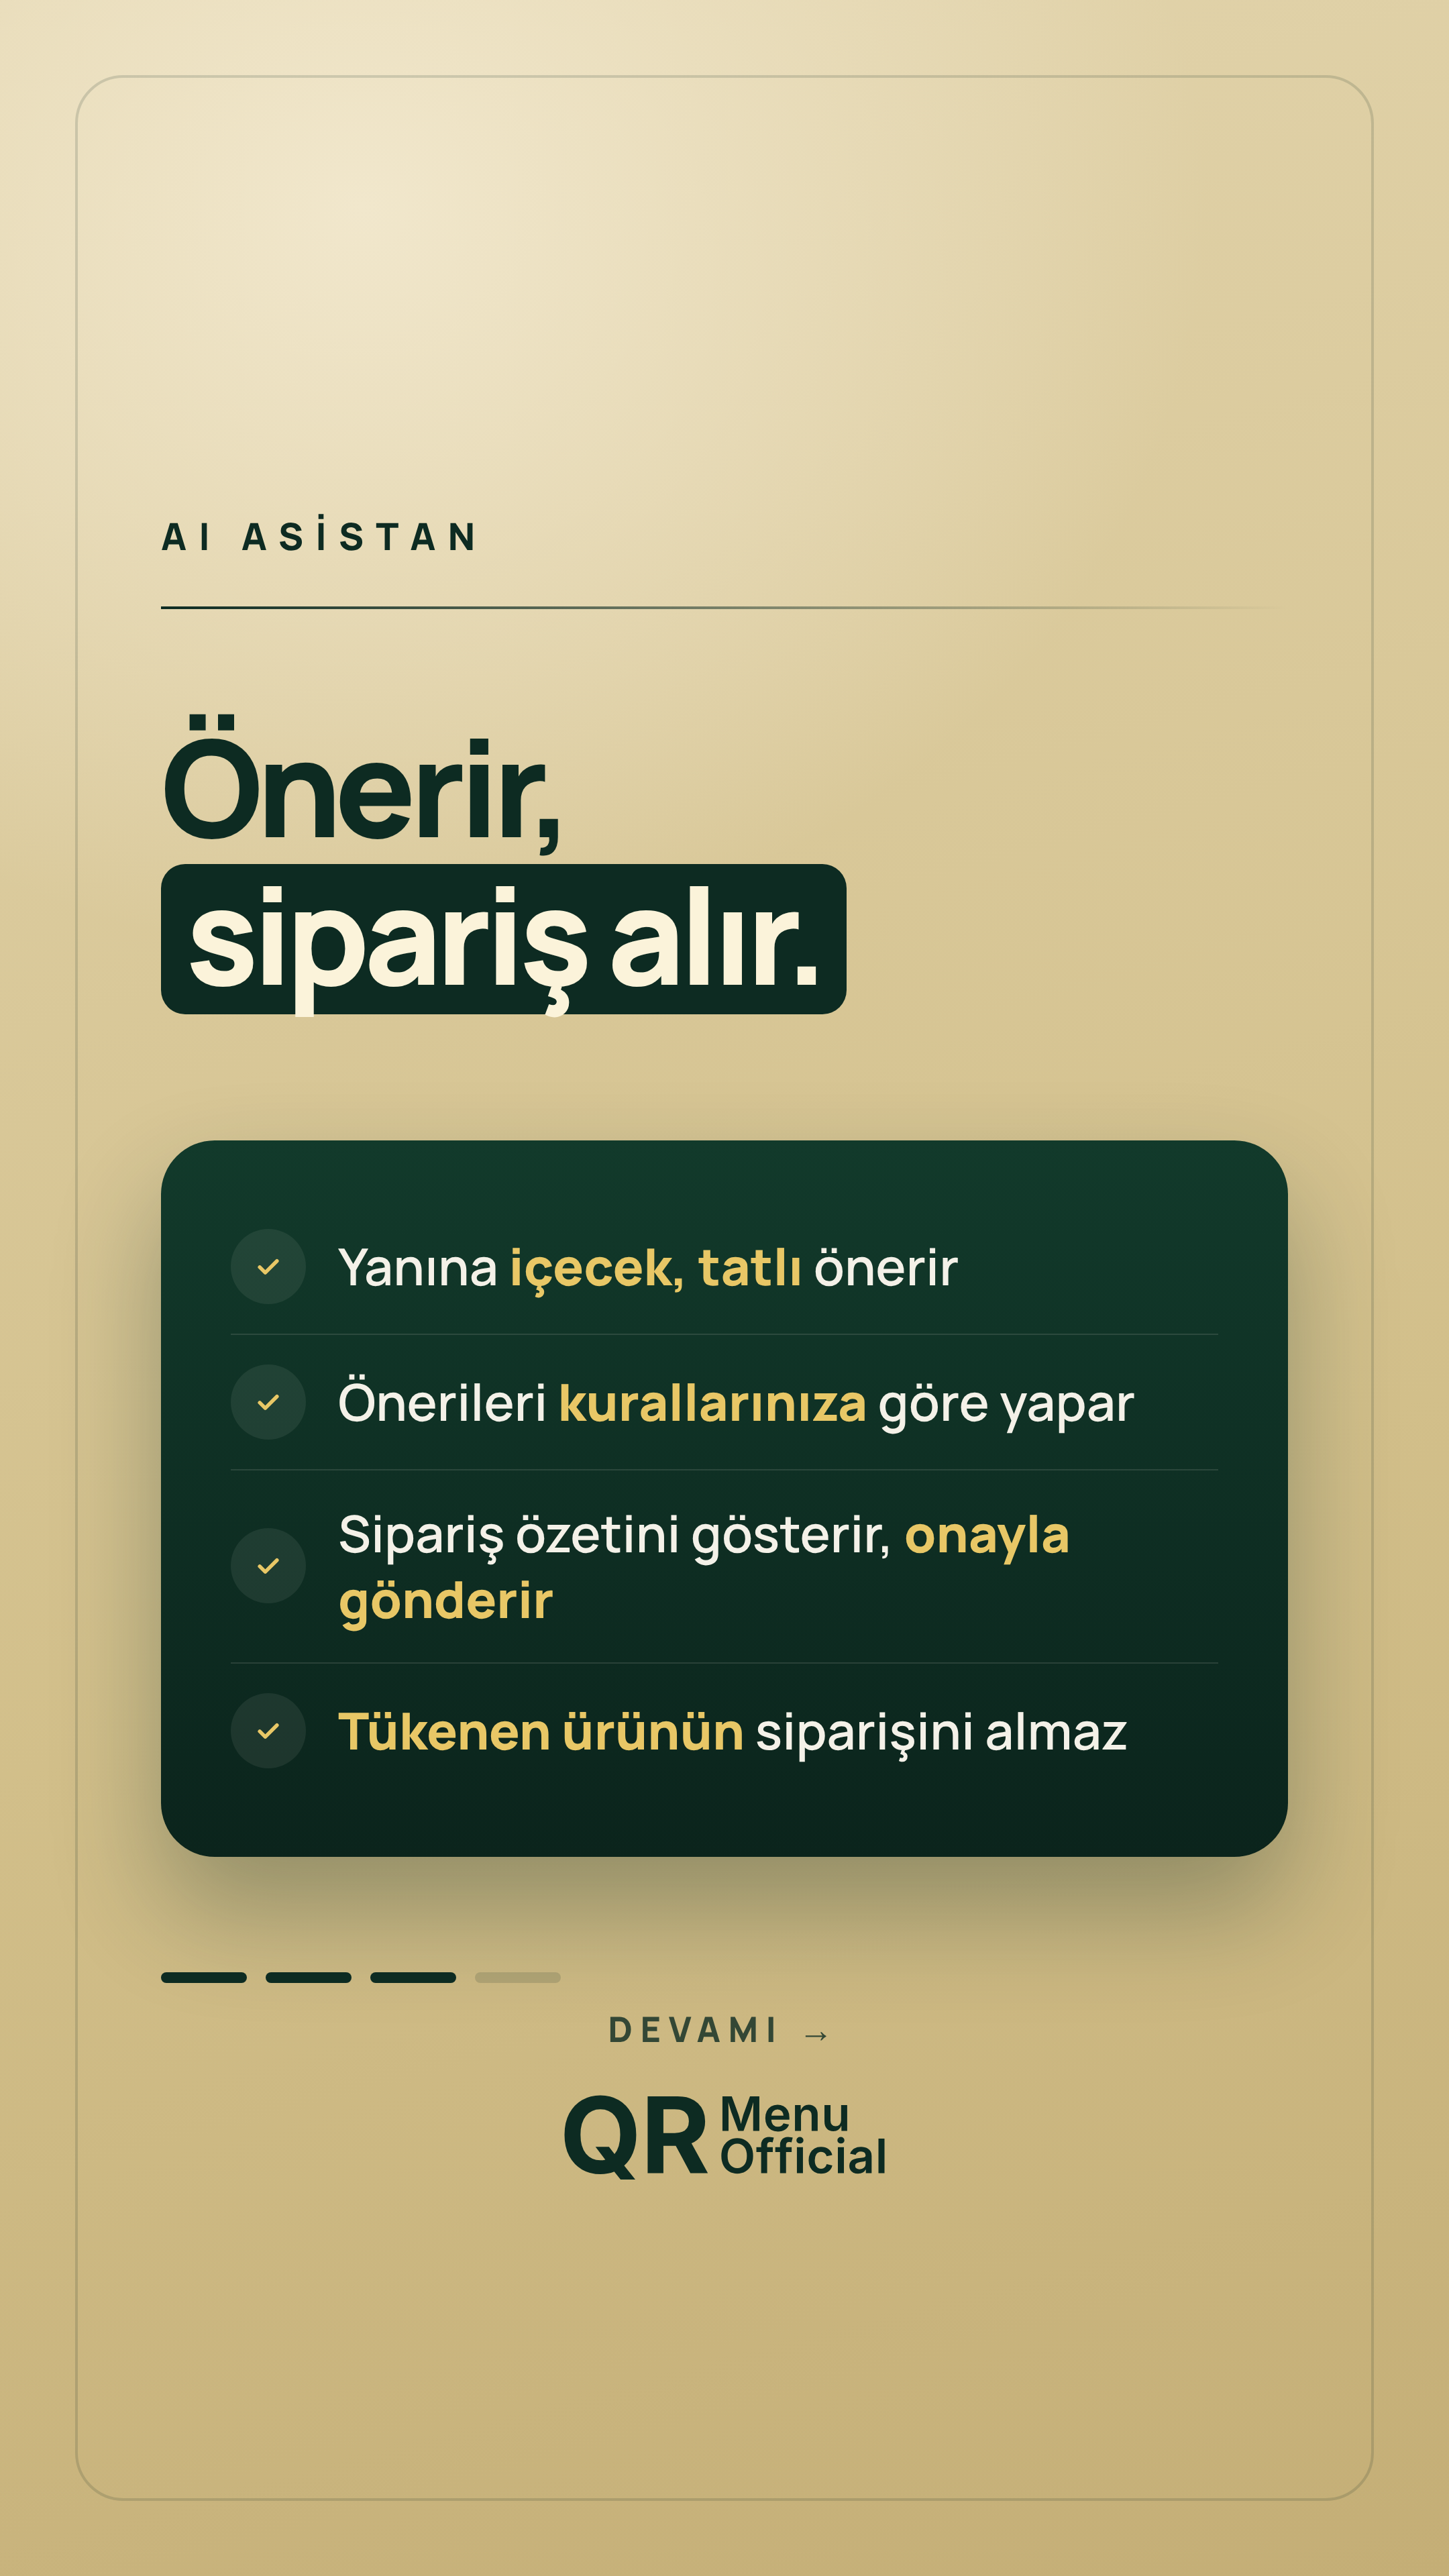 AI ASİSTAN
Önerir,
sipariş alır.
Yanına içecek, tatlı önerir
Önerileri kurallarınıza göre yapar
Sipariş özetini gösterir, onayla
gönderir
Tükenen ürünün siparişini almaz
DEVAMI →
QR Menu
Official